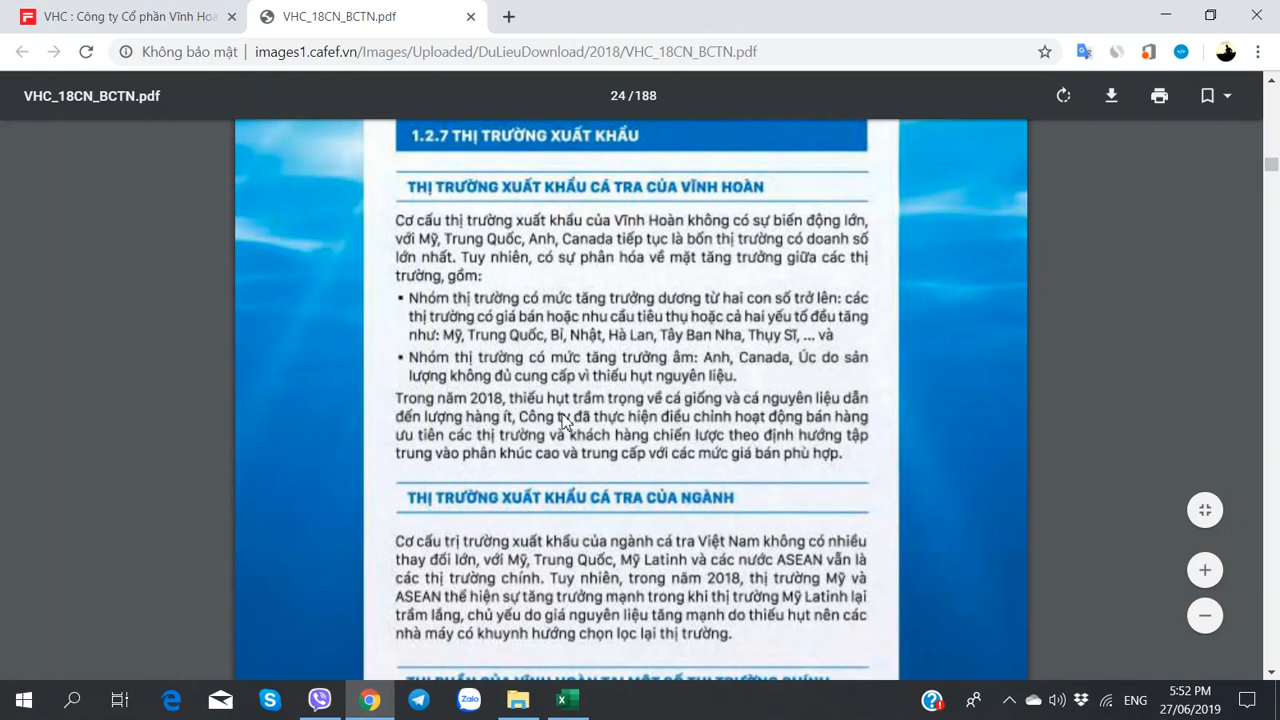 VHC : Công ty Cổ phần Vĩnh Hoà
VHC_18CN_BCTN.pdf
Không bảo mật
images1.cafef.vn/Images/Uploaded/DuLieuDownload/2018/VHC_18CN_BCTN.pdf
VHC_18CN_BCTN.pdf
24 / 188
1.2.7 THỊ TRƯỜNG XUẤT KHẨU
THỊ TRƯỜNG XUẤT KHẨU CÁ TRA CỦA VĨNH HOÀN
Cơ cấu thị trường xuất khẩu của Vĩnh Hoàn không có sự biến động lớn,
với Mỹ, Trung Quốc, Anh, Canada tiếp tục là bốn thị trường có doanh số
lớn nhất. Tuy nhiên, có sự phân hóa về mặt tăng trưởng giữa các thị
trường, gồm:
▪ Nhóm thị trường có mức tăng trưởng dương từ hai con số trở lên: các
thị trường có giá bán hoặc nhu cầu tiêu thụ hoặc cả hai yếu tố đều tăng
như: Mỹ, Trung Quốc, Bỉ, Nhật, Hà Lan, Tây Ban Nha, Thụy Sĩ, ... và
▪ Nhóm thị trường có mức tăng trưởng âm: Anh, Canada, Úc do sản
lượng không đủ cung cấp vì thiếu hụt nguyên liệu.
Trong năm 2018, thiếu hụt trầm trọng về cá giống và cá nguyên liệu dẫn
đến lượng hàng ít, Công ty đã thực hiện điều chỉnh hoạt động bán hàng
ưu tiên các thị trường và khách hàng chiến lược theo định hướng tập
trung vào phân khúc cao và trung cấp với các mức giá bán phù hợp.
THỊ TRƯỜNG XUẤT KHẨU CÁ TRA CỦA NGÀNH
Cơ cấu trị trường xuất khẩu của ngành cá tra Việt Nam không có nhiều
thay đổi lớn, với Mỹ, Trung Quốc, Mỹ Latinh và các nước ASEAN vẫn là
các thị trường chính. Tuy nhiên, trong năm 2018, thị trường Mỹ và
ASEAN thể hiện sự tăng trưởng mạnh trong khi thị trường Mỹ Latinh lại
trầm lắng, chủ yếu do giá nguyên liệu tăng mạnh do thiếu hụt nên các
nhà máy có khuynh hướng chọn lọc lại thị trường.
THỊ PHẦN CỦA VĨNH HOÀN TẠI MỘT SỐ THỊ TRƯỜNG CHÍNH
Zalo
ENG
5:52 PM
27/06/2019